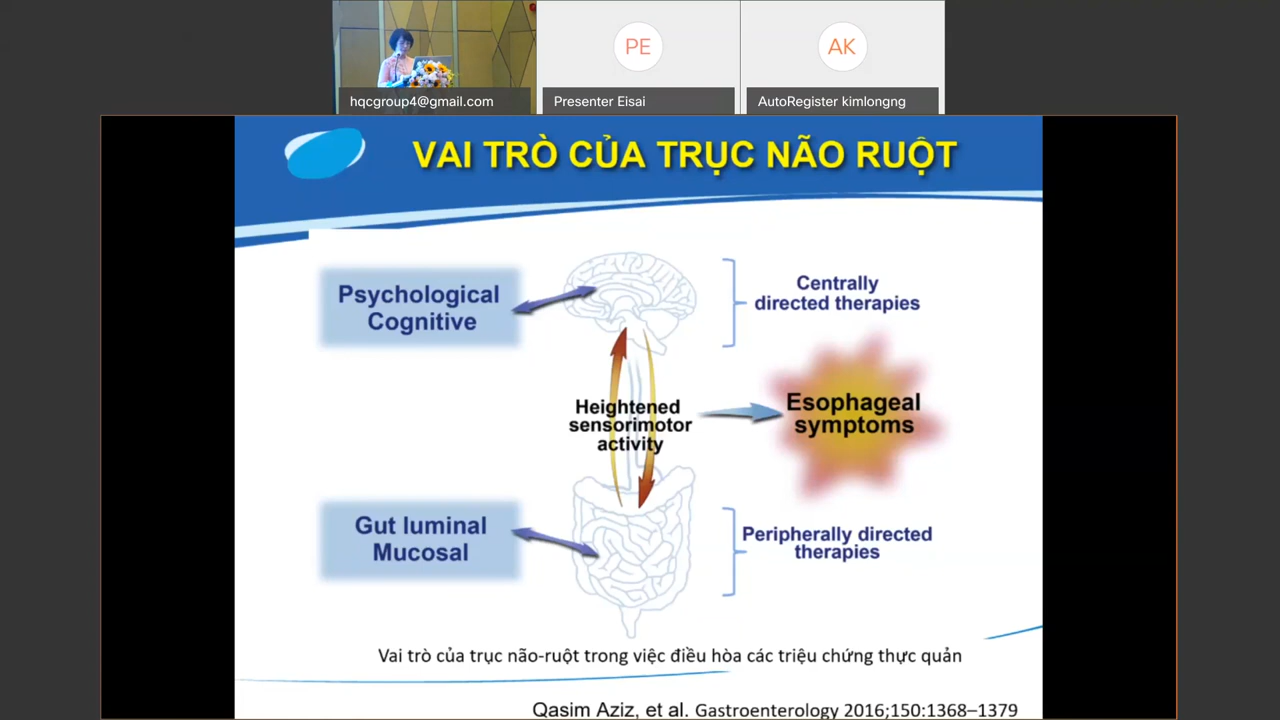 hqcgroup4@gmail.com
PE
Presenter Eisai
AK
AutoRegister kimlongng
VAI TRÒ CỦA TRỤC NÃO RUỘT
Psychological
Cognitive
Centrally
directed therapies
Heightened
sensorimotor
activity
Esophageal
symptoms
Gut luminal
Mucosal
Peripherally directed
therapies
Vai trò của trục não-ruột trong việc điều hòa các triệu chứng thực quản
Qasim Aziz, et al. Gastroenterology 2016;150:1368–1379